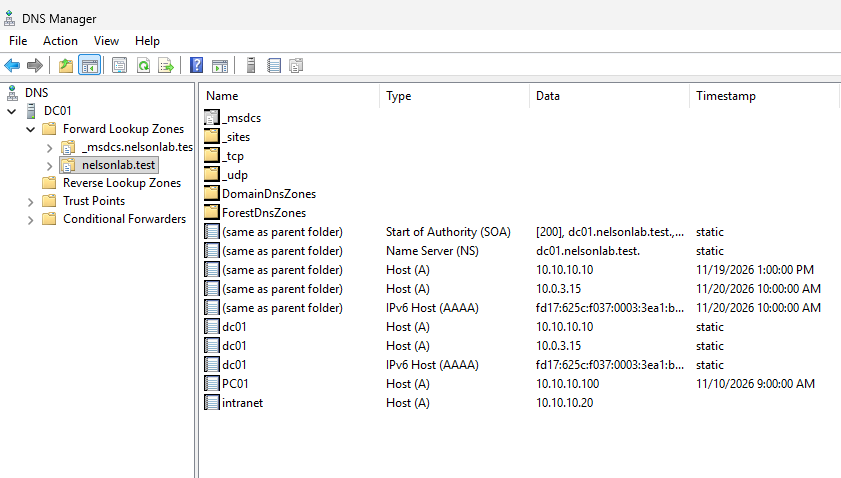 DNS Manager
File Action View Help
DNS
DC01
Forward Lookup Zones
_msdcs.nelsonlab.tes
nelsonlab.test
Reverse Lookup Zones
Trust Points
Conditional Forwarders
Name Type Data Timestamp
_msdcs
_sites
_tcp
_udp
DomainDnsZones
ForestDnsZones
(same as parent folder) Start of Authority (SOA) [200], dc01.nelsonlab.test.,... static
(same as parent folder) Name Server (NS) dc01.nelsonlab.test. static
(same as parent folder) Host (A) 10.10.10.10 11/19/2026 1:00:00 PM
(same as parent folder) Host (A) 10.0.3.15 11/20/2026 10:00:00 AM
(same as parent folder) IPv6 Host (AAAA) fd17:625c:f037:0003:3ea1:b... 11/20/2026 10:00:00 AM
dc01 Host (A) 10.10.10.10 static
dc01 Host (A) 10.0.3.15 static
dc01 IPv6 Host (AAAA) fd17:625c:f037:0003:3ea1:b... static
PC01 Host (A) 10.10.10.100 11/10/2026 9:00:00 AM
intranet Host (A) 10.10.10.20